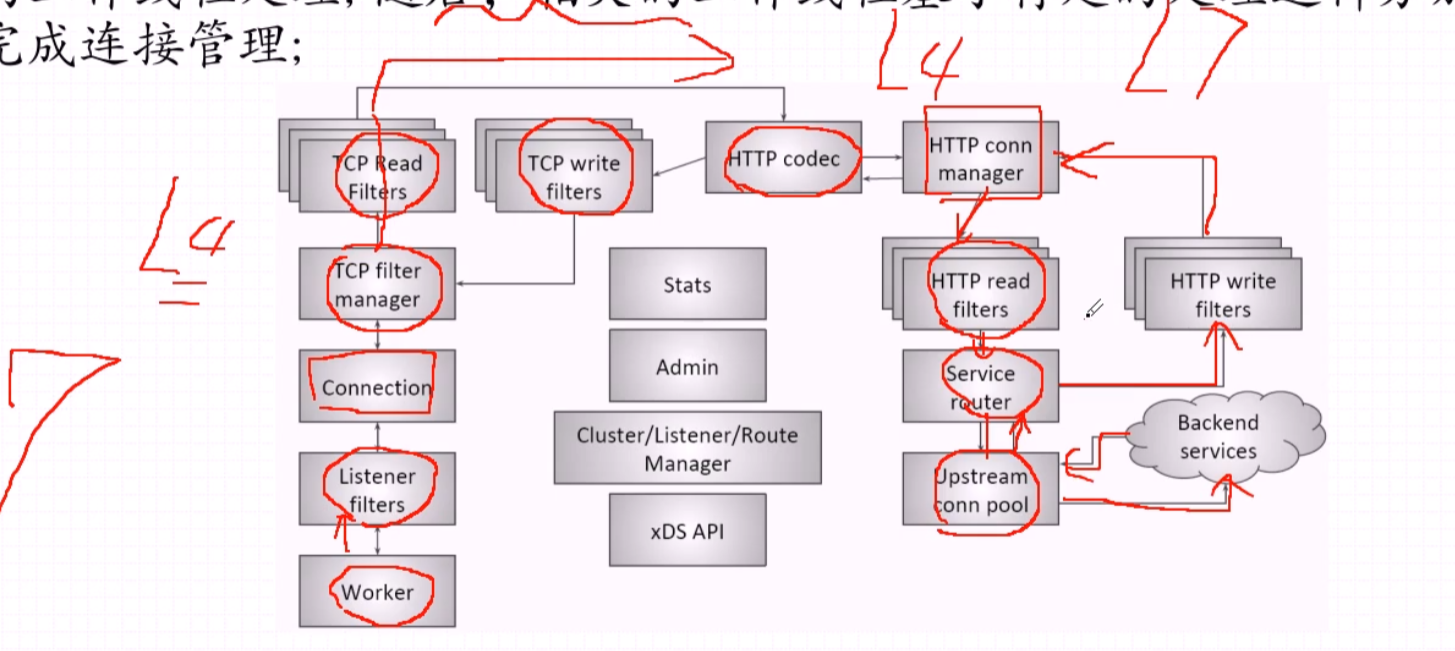 完成连接管理;
L4
L7
TCP Read
Filters
TCP write
filters
HTTP codec
HTTP conn
manager
L4
TCP filter
manager
Stats
HTTP read
filters
HTTP write
filters
Connection
Admin
Service
router
Cluster/Listener/Route
Manager
Backend
services
Listener
filters
Upstream
conn pool
xDS API
Worker